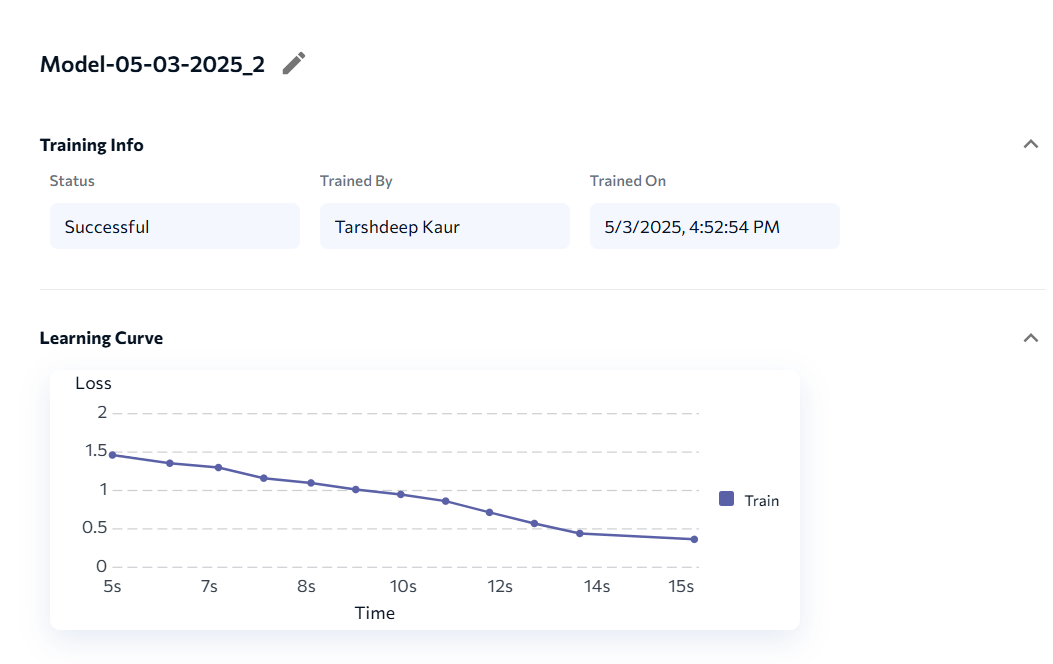 Model-05-03-2025_2
Training Info
Status Trained By Trained On
Successful Tarshdeep Kaur 5/3/2025, 4:52:54 PM
Learning Curve
Loss
2
1.5
1
Train
0.5
0
5s 7s 8s 10s 12s 14s 15s
Time